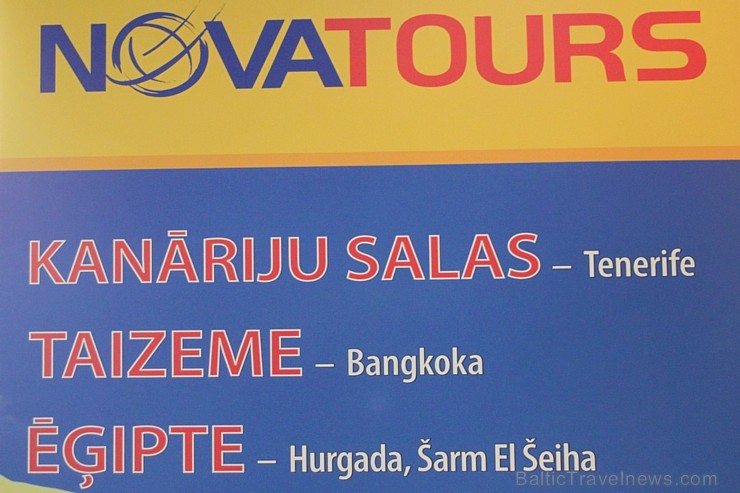 NOVATOURS
KANĀRIJU SALAS – Tenerife
TAIZEME – Bangkoka
ĒĢIPTE – Hurgada, Šarm El Šeiha
BalticTravelnews.com